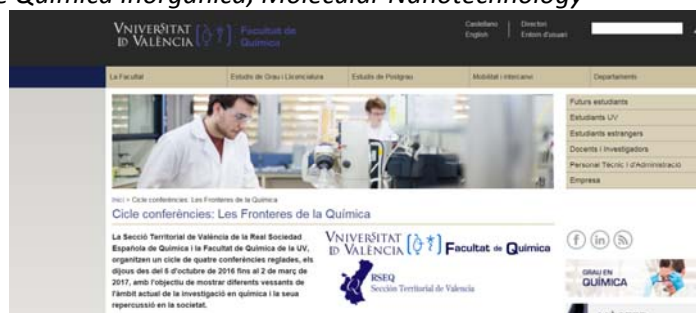 Química Inorgánica, Molecular Nanotechnology
VNIVERSITAT
ID VALÈNCIA
Facultat de
Química
Castellano
English
Directori
Entorn d'usuari
La Facultat
Estudis de Grau i Llicenciatura
Estudis de Postgrau
Mobilitat i intercanvi
Departaments
Futurs estudiants
Estudiants UV
Estudiants estrangers
Docents i Investigadors
Personal Tècnic i d'Administració
Empresa
Inici > Cicle conferències: Les Fronteres de la Química
Cicle conferències: Les Fronteres de la Química
La Secció Territorial de València de la Real Sociedad
Española de Química i la Facultat de Química de la UV,
organitzen un cicle de quatre conferències reglades, els
dijous des del 6 d'octubre de 2016 fins al 2 de març de
2017, amb l'objectiu de mostrar diferents vessants de
l'àmbit actual de la investigació en química i la seua
repercussió en la societat.
VNIVERSITAT
ID VALÈNCIA
Facultat de Química
RSEQ
Sección Territorial de Valencia
f
in
GRAU EN
QUÍMICA